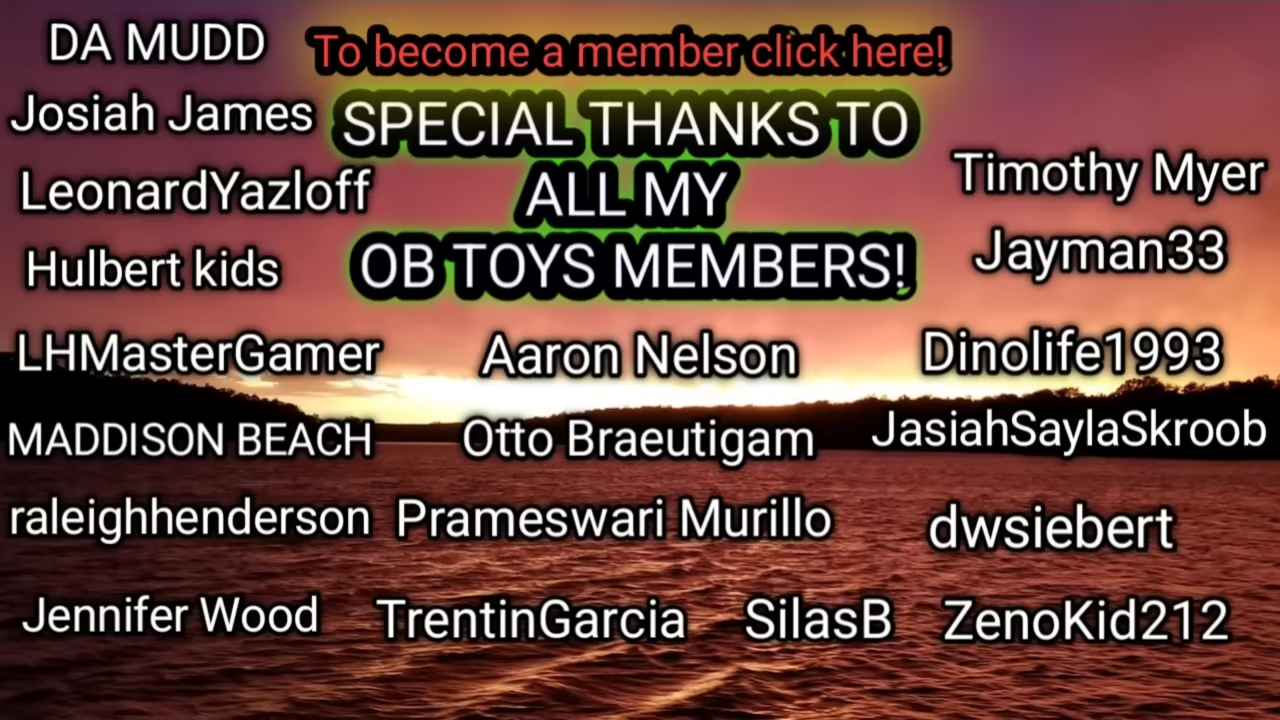 DA MUDD
To become a member click here!
Josiah James
SPECIAL THANKS TO
ALL MY
OB TOYS MEMBERS!
LeonardYazloff
Timothy Myer
Hulbert kids
Jayman33
LHMasterGamer
Aaron Nelson
Dinolife1993
MADDISON BEACH
Otto Braeutigam
JasiahSaylaSkroob
raleighhenderson
Prameswari Murillo
dwsiebert
Jennifer Wood
TrentinGarcia
SilasB
ZenoKid212